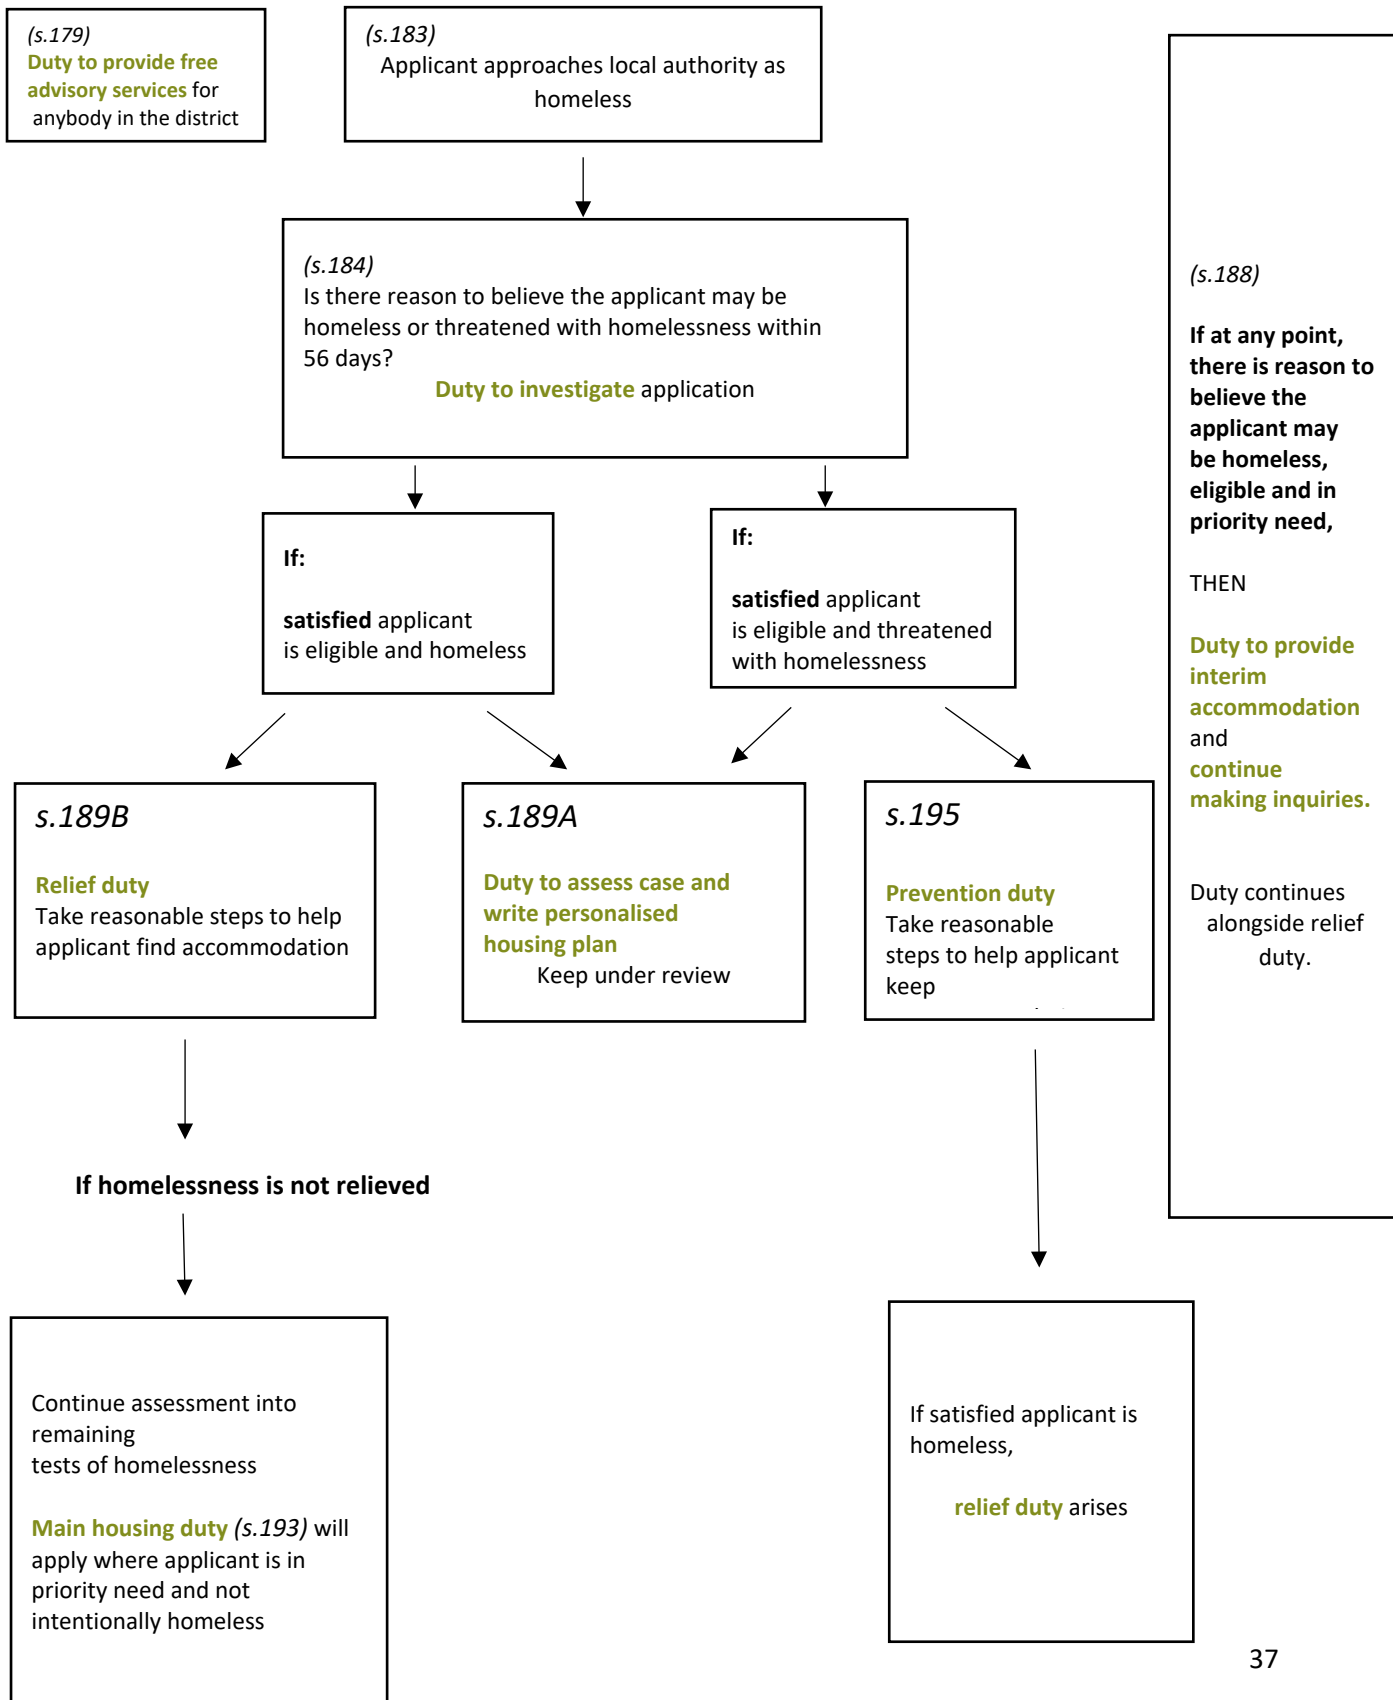 (s.179)
Duty to provide free
advisory services for
anybody in the district
(s.183)
Applicant approaches local authority as
homeless
(s.184)
Is there reason to believe the applicant may be
homeless or threatened with homelessness within
56 days?
Duty to investigate application
If:
satisfied applicant
is eligible and homeless
If:
satisfied applicant
is eligible and threatened
with homelessness
s.189B
Relief duty
Take reasonable steps to help
applicant find accommodation
s.189A
Duty to assess case and
write personalised
housing plan
Keep under review
s.195
Prevention duty
Take reasonable
steps to help applicant
keep
(s.188)
If at any point,
there is reason to
believe the
applicant may
be homeless,
eligible and in
priority need,
THEN
Duty to provide
interim
accommodation
and
continue
making inquiries.
Duty continues
alongside relief
duty.
If homelessness is not relieved
Continue assessment into
remaining
tests of homelessness
Main housing duty (s.193) will
apply where applicant is in
priority need and not
intentionally homeless
If satisfied applicant is
homeless,
relief duty arises
37